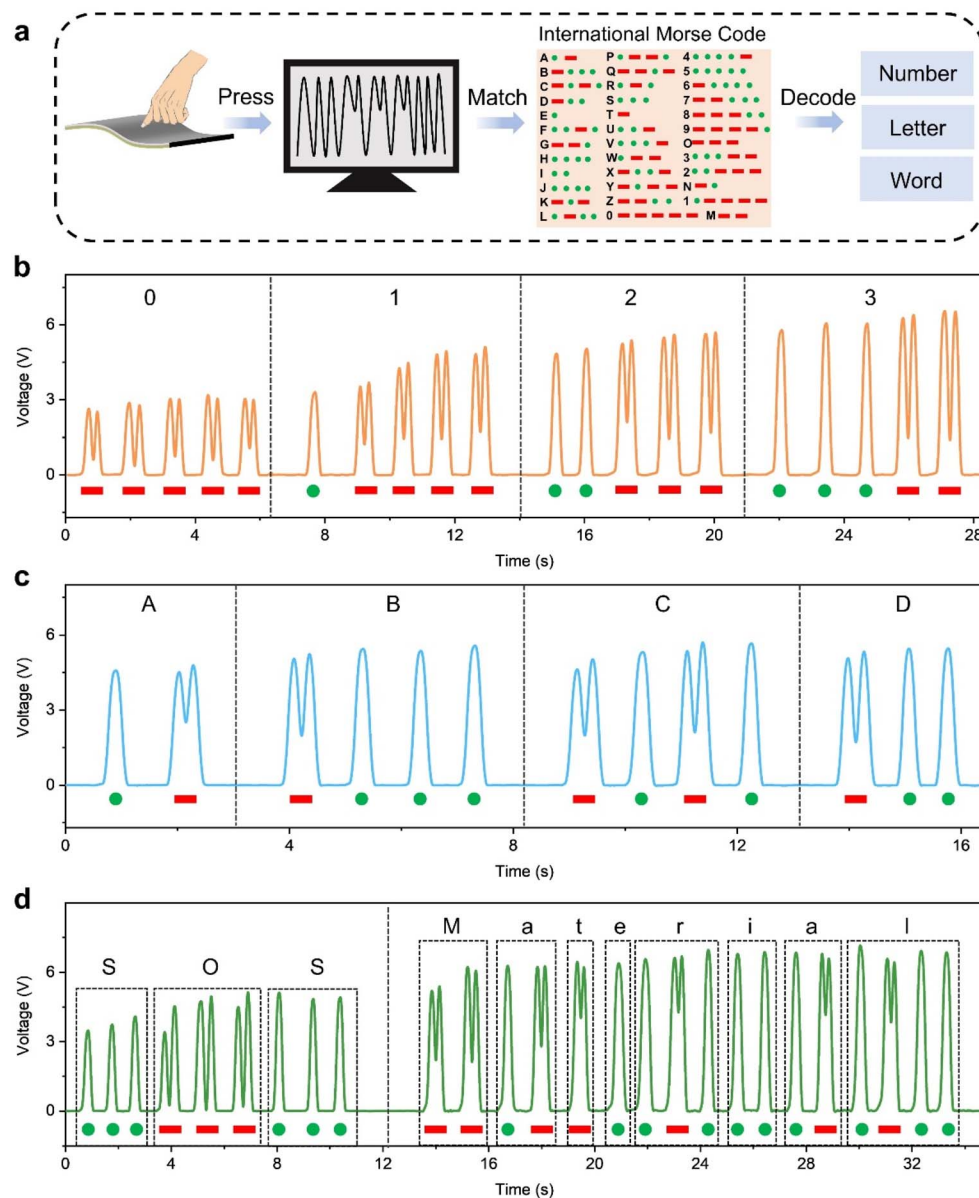 a
International Morse Code
Press
Match
Decode
Number
Letter
Word
A P 4
B Q 5
C R 6
D S 7
E T 8
F U 9
G V O
H W 3
I X 2
J Y N
K Z 1
L 0 M
b
0 1 2 3
6
3
0
Voltage (V)
0 4 8 12 16 20 24 28
Time (s)
c
A B C D
6
3
0
Voltage (V)
0 4 8 12 16
Time (s)
d
M a t e r i a l
S O S
9
6
3
0
Voltage (V)
0 4 8 12 16 20 24 28 32
Time (s)